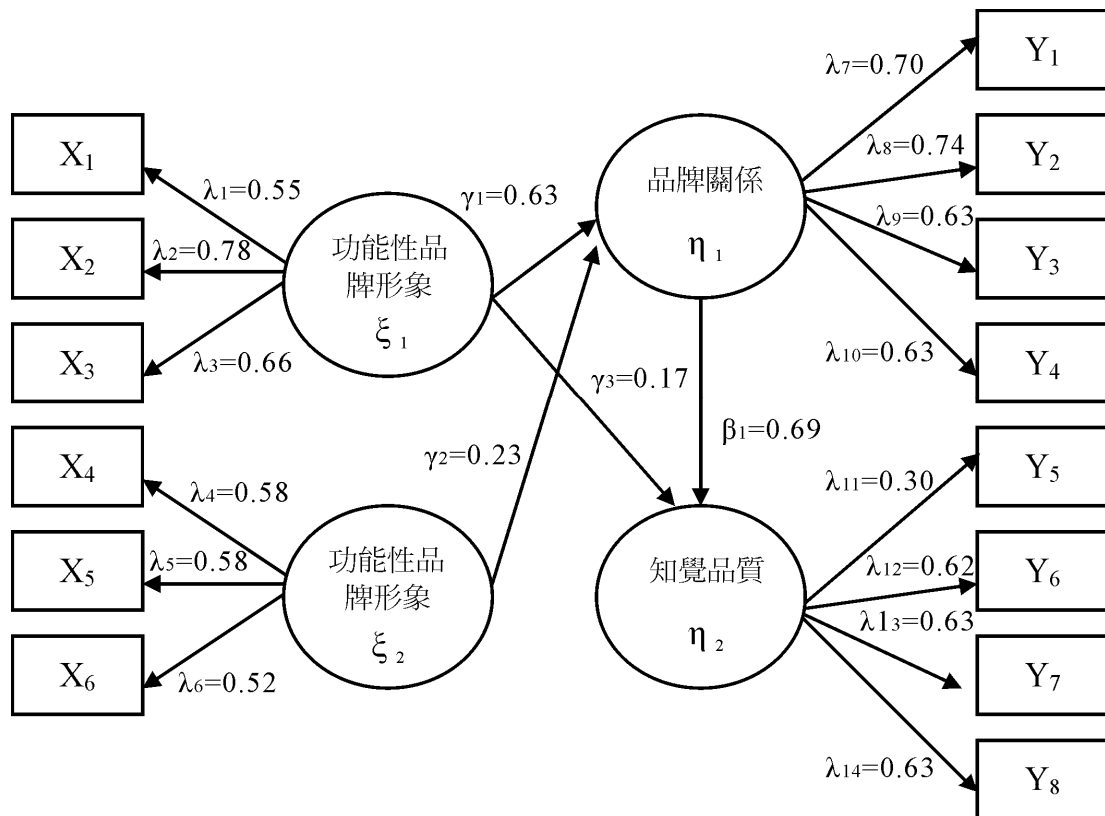 X₁
X₂
X₃
X₄
X₅
X₆
λ₁=0.55
λ₂=0.78
λ₃=0.66
λ₄=0.58
λ₅=0.58
λ₆=0.52
功能性品
牌形象
ξ₁
功能性品
牌形象
ξ₂
γ₁=0.63
γ₃=0.17
γ₂=0.23
品牌關係
η₁
β₁=0.69
知覺品質
η₂
λ₇=0.70
λ₈=0.74
λ₉=0.63
λ₁₀=0.63
λ₁₁=0.30
λ₁₂=0.62
λ1₃=0.63
λ₁₄=0.63
Y₁
Y₂
Y₃
Y₄
Y₅
Y₆
Y₇
Y₈